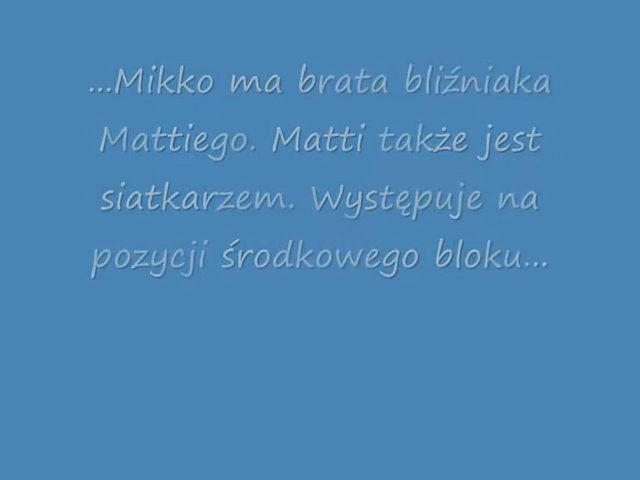 ...Mikko ma brata bliźniaka
Mattiego. Matti także jest
siatkarzem. Występuje na
pozycji środkowego bloku...